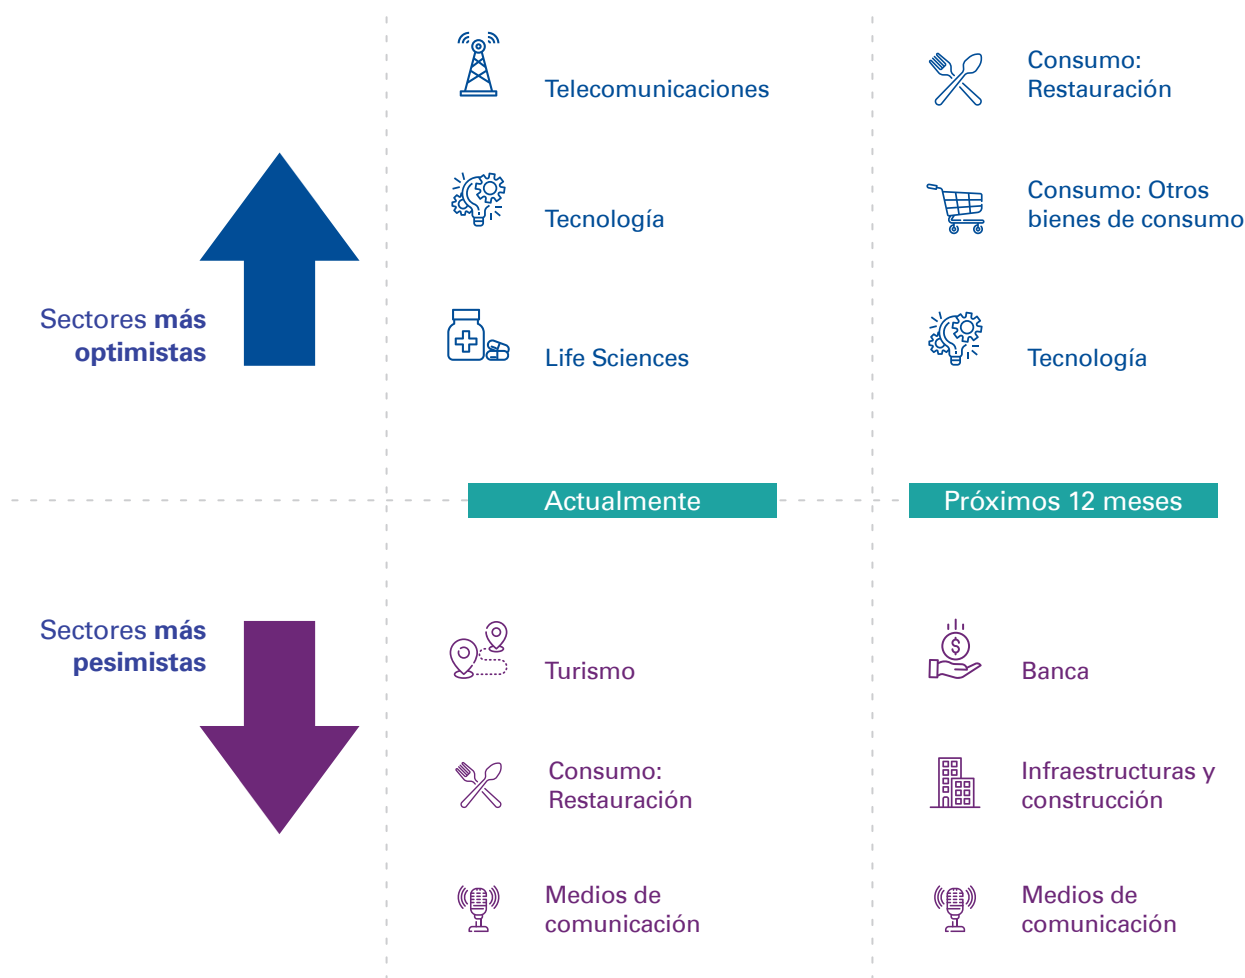 Sectores más
optimistas
Telecomunicaciones
Tecnología
Life Sciences
Consumo:
Restauración
Consumo: Otros
bienes de consumo
Tecnología
Actualmente
Próximos 12 meses
Sectores más
pesimistas
Turismo
Consumo:
Restauración
Medios de
comunicación
Banca
Infraestructuras y
construcción
Medios de
comunicación